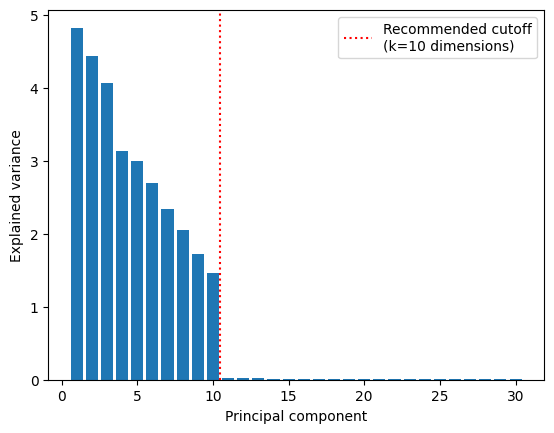 Recommended cutoff
(k=10 dimensions)
Explained variance
5
4
3
2
1
0
0 5 10 15 20 25 30
Principal component